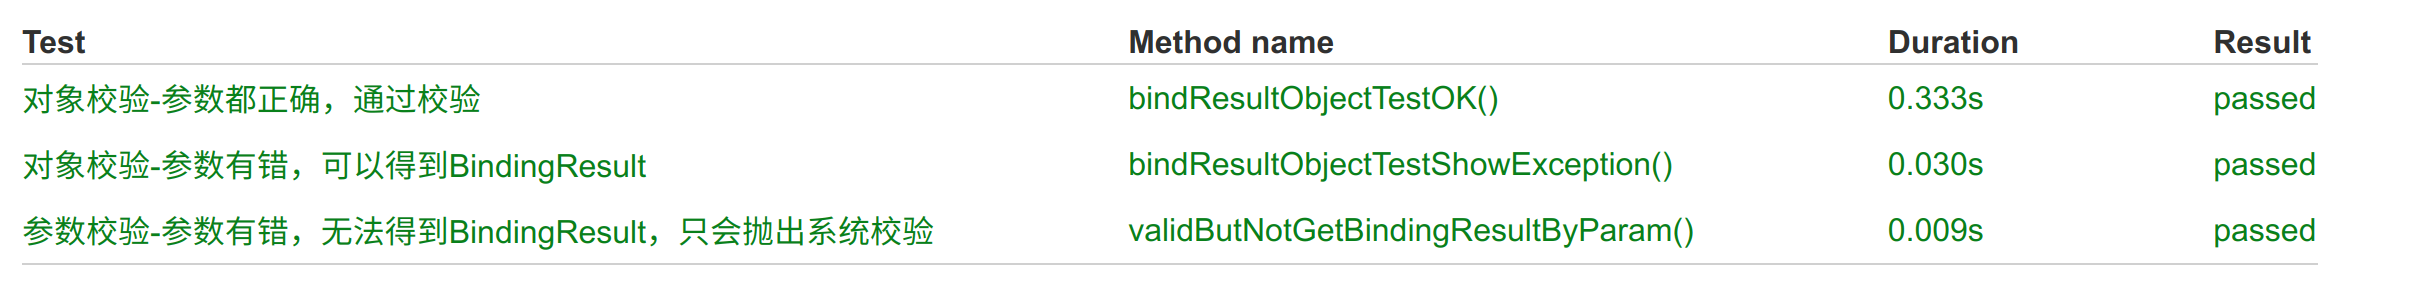 Test Method name Duration Result
对象校验-参数都正确，通过校验 bindResultObjectTestOK() 0.333s passed
对象校验-参数有错，可以得到BindingResult bindResultObjectTestShowException() 0.030s passed
参数校验-参数有错，无法得到BindingResult，只会抛出系统校验 validButNotGetBindingResultByParam() 0.009s passed